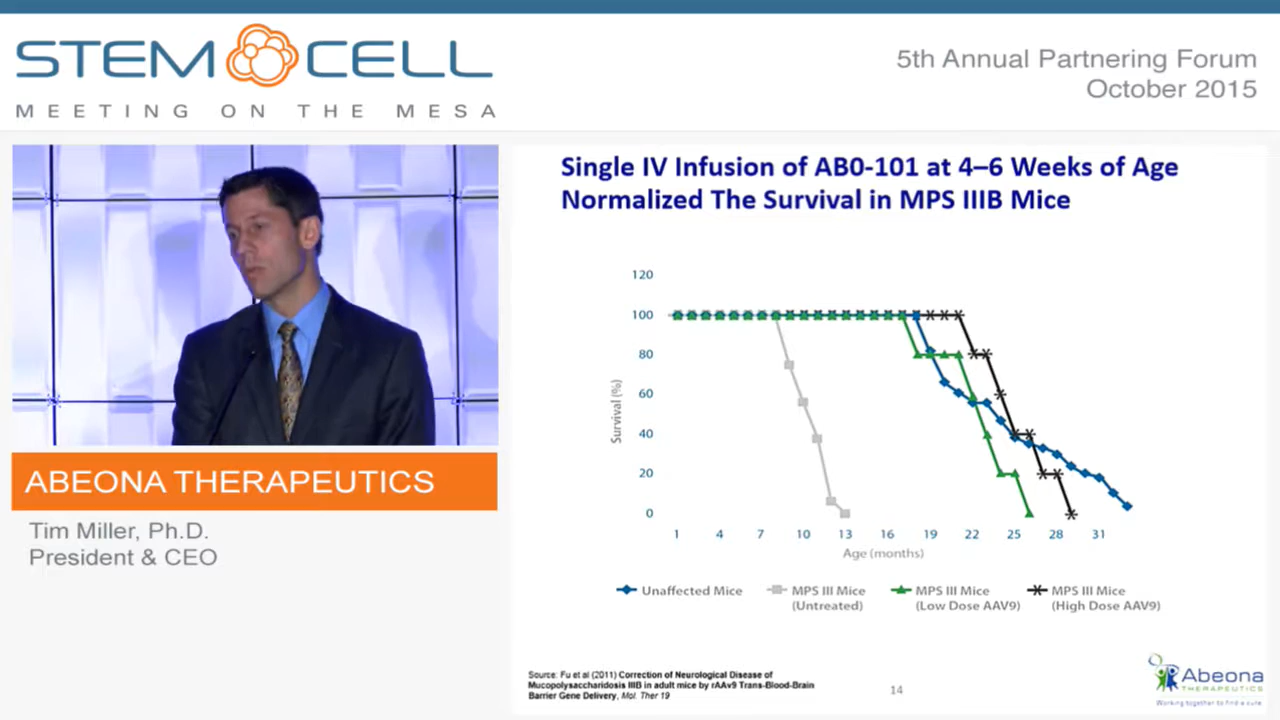 STEM CELL
MEETING ON THE MESA
5th Annual Partnering Forum
October 2015
Single IV Infusion of AB0-101 at 4–6 Weeks of Age
Normalized The Survival in MPS IIIB Mice
120
100
80
60
40
20
0
Survival (%)
1 4 7 10 13 16 19 22 25 28 31
Age (months)
Unaffected Mice
MPS III Mice
(Untreated)
MPS III Mice
(Low Dose AAV9)
MPS III Mice
(High Dose AAV9)
ABEONA THERAPEUTICS
Tim Miller, Ph.D.
President & CEO
Source: Fu et al (2011) Correction of Neurological Disease of
Mucopolysaccharidosis IIIB in adult mice by rAAv9 Trans-Blood-Brain
Barrier Gene Delivery, Mol. Ther 19
14
Abeona
THERAPEUTICS
Working together to find a cure